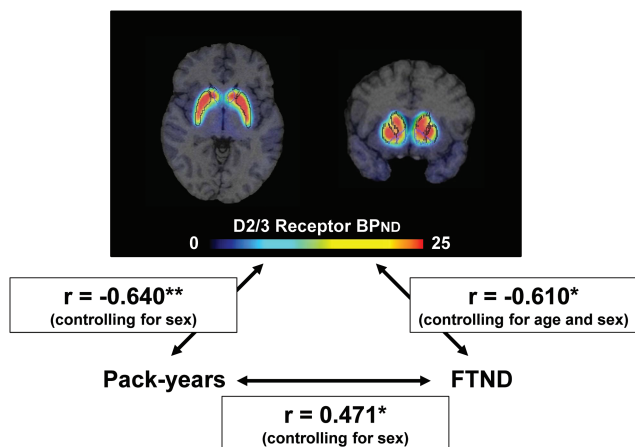 D2/3 Receptor BPND
0 25
r = -0.640**
(controlling for sex)
r = -0.610*
(controlling for age and sex)
Pack-years
FTND
r = 0.471*
(controlling for sex)